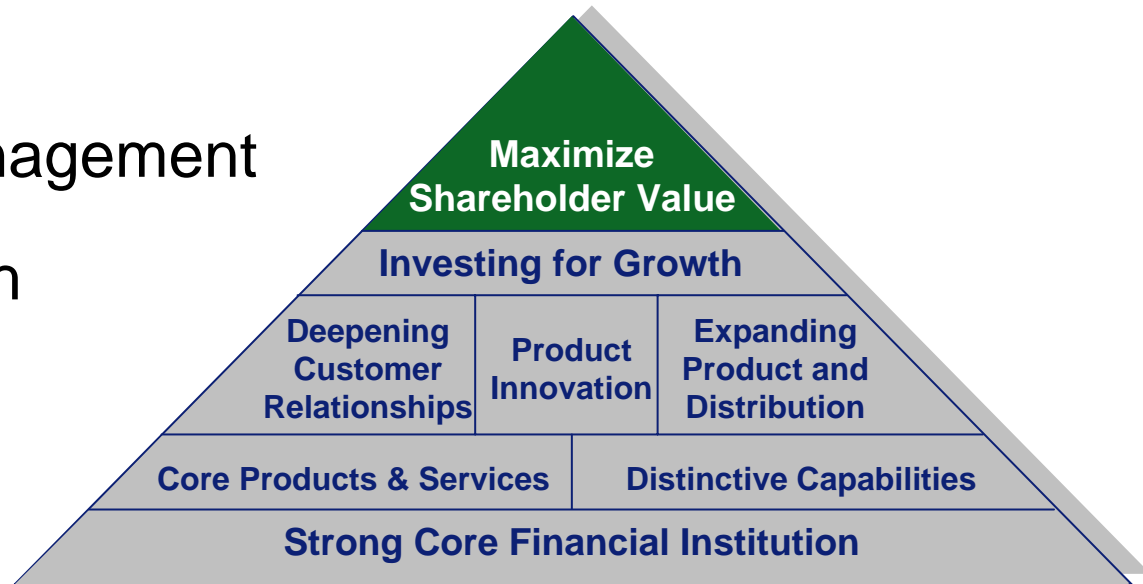 Maximize
Shareholder Value
Investing for Growth
Deepening
Customer
Relationships
Product
Innovation
Expanding
Product and
Distribution
Core Products & Services
Distinctive Capabilities
Strong Core Financial Institution